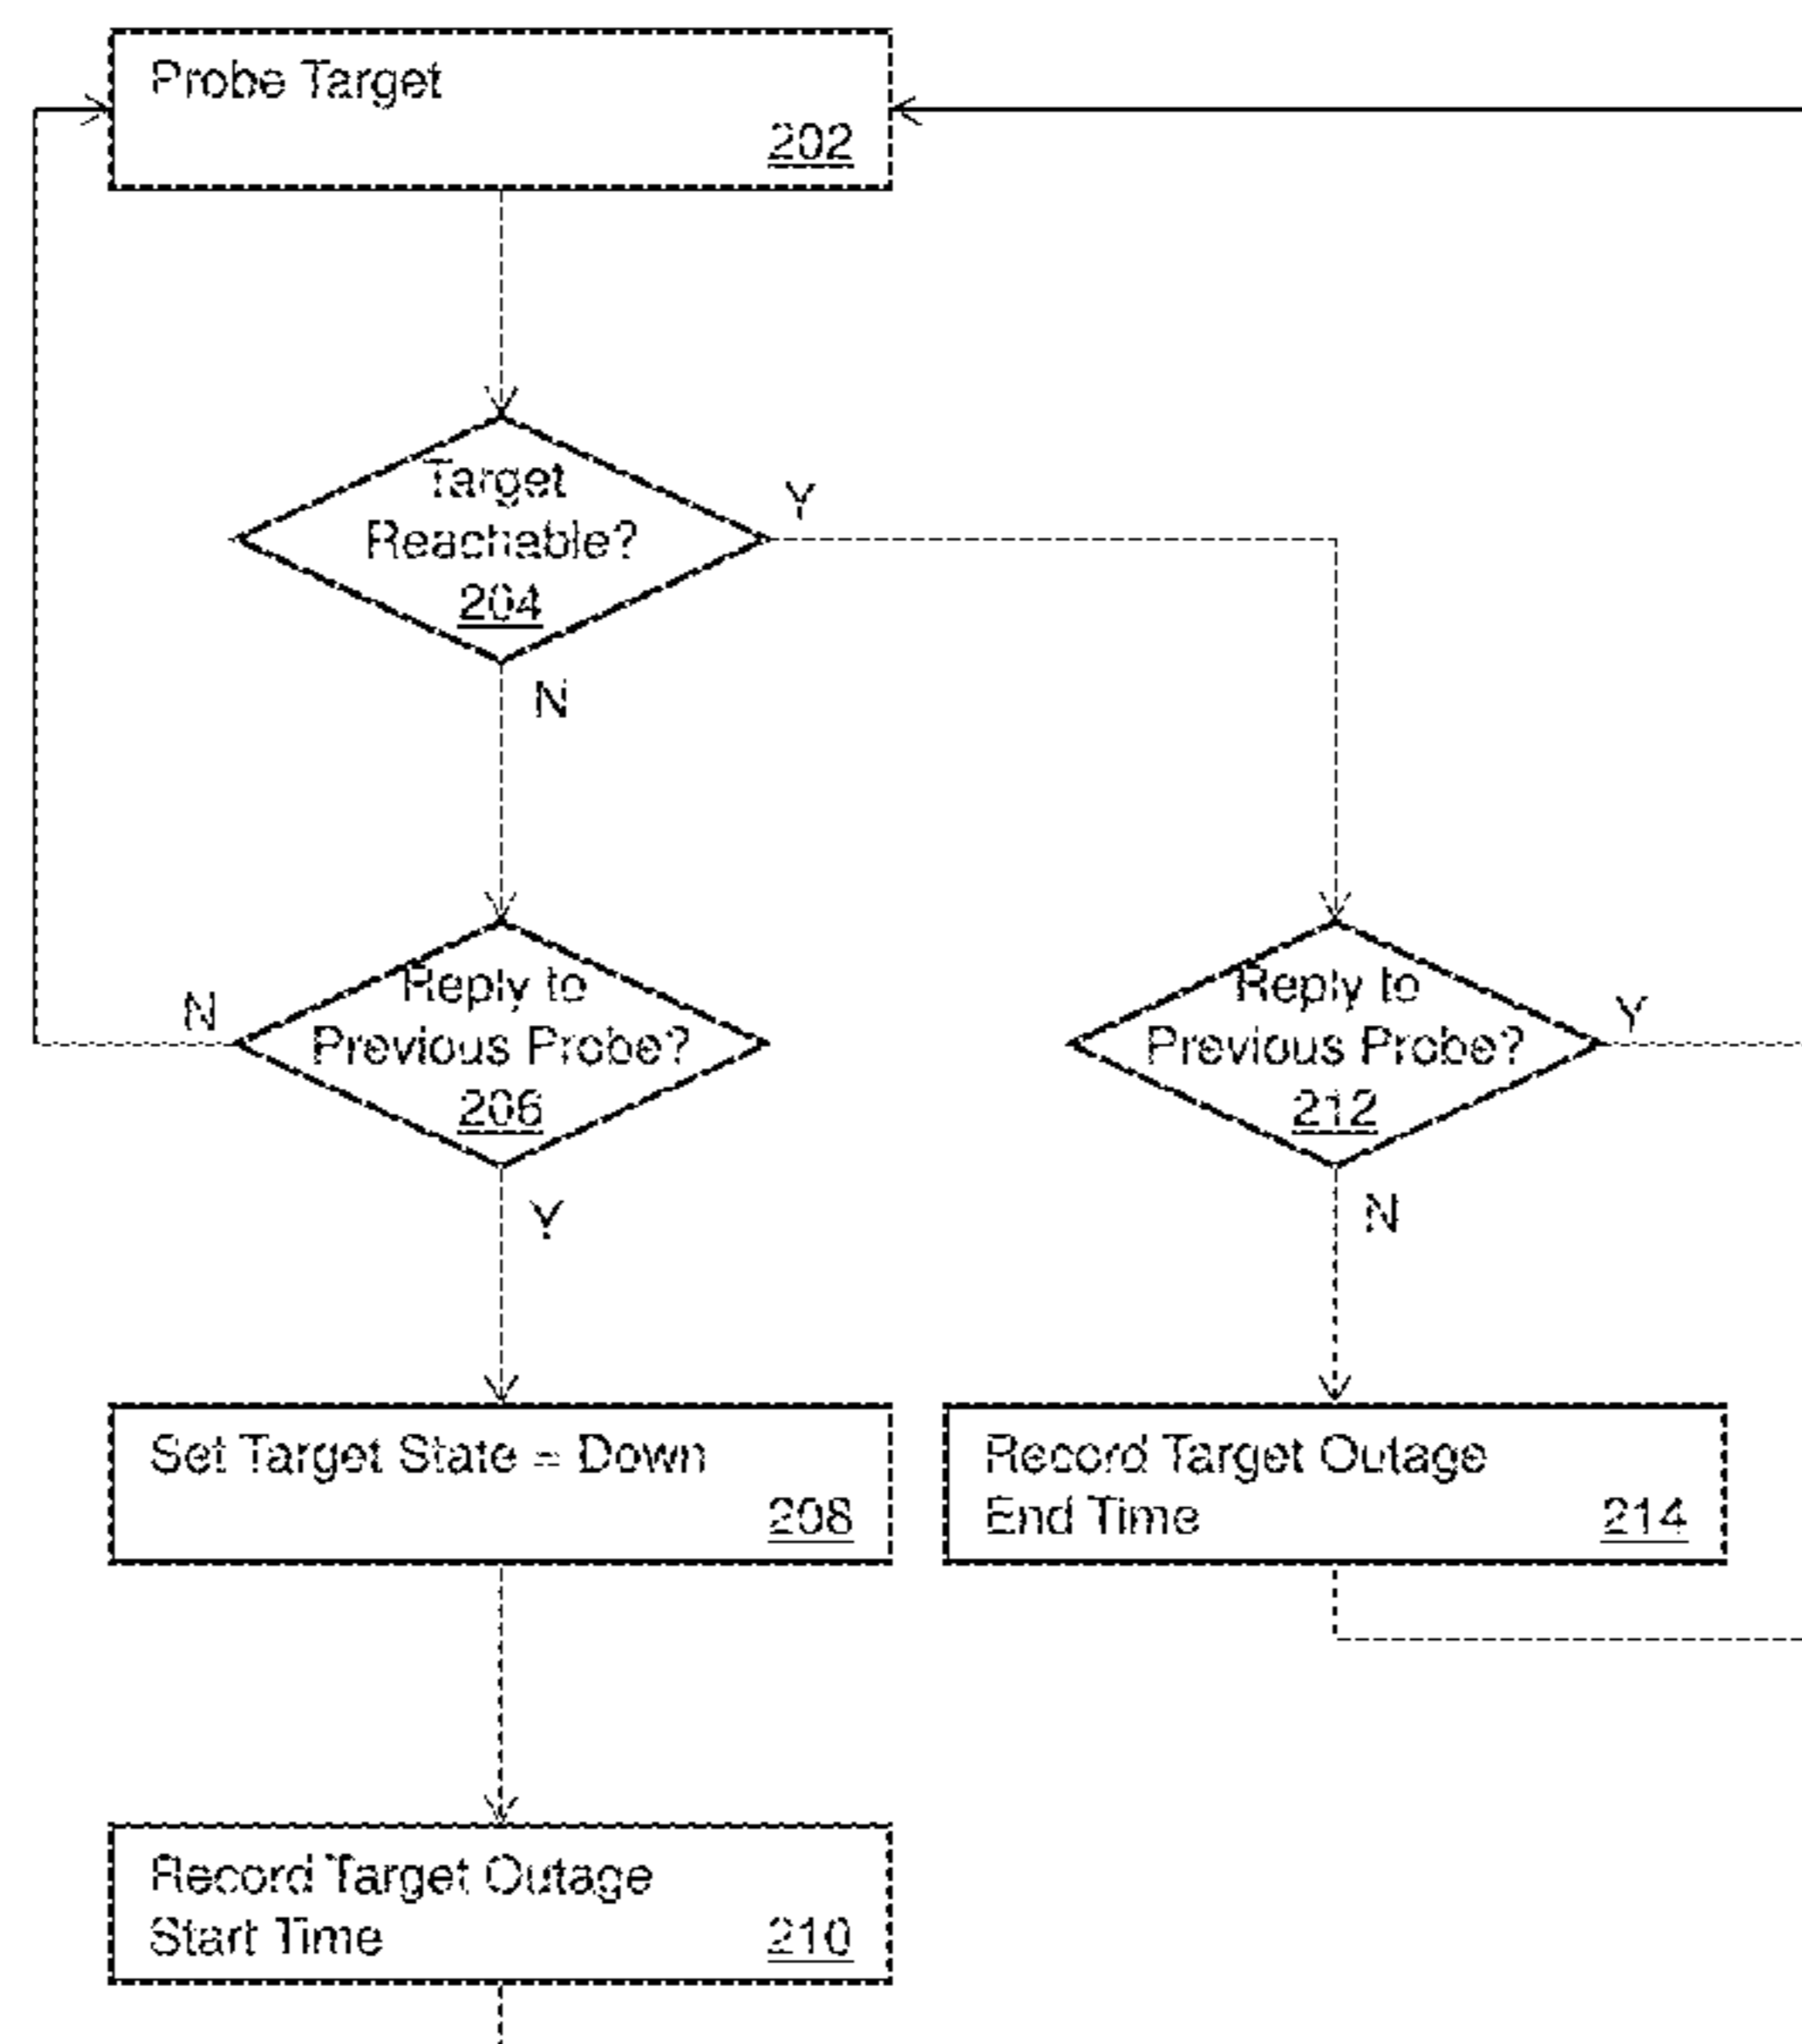 Probe Target
202
Target
Reachable?
204
Y
N
Reply to
Previous Probe?
206
N
Y
Reply to
Previous Probe?
212
Y
N
Set Target State = Down
208
Record Target Outage
End Time
214
Record Target Outage
Start Time
210